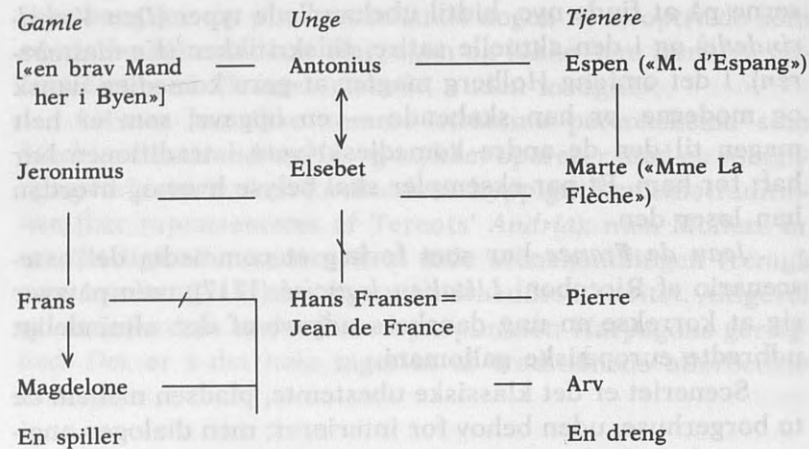 Gamle Unge Tjenere
[«en brav Mand Antonius Espen («M. d'Espang»)
her i Byen»]
Jeronimus Elsebet Marthe («Mme La
Flèche»)
Frans Hans Fransen= Pierre
Jean de France
Magdelone Arv
En spiller En dreng